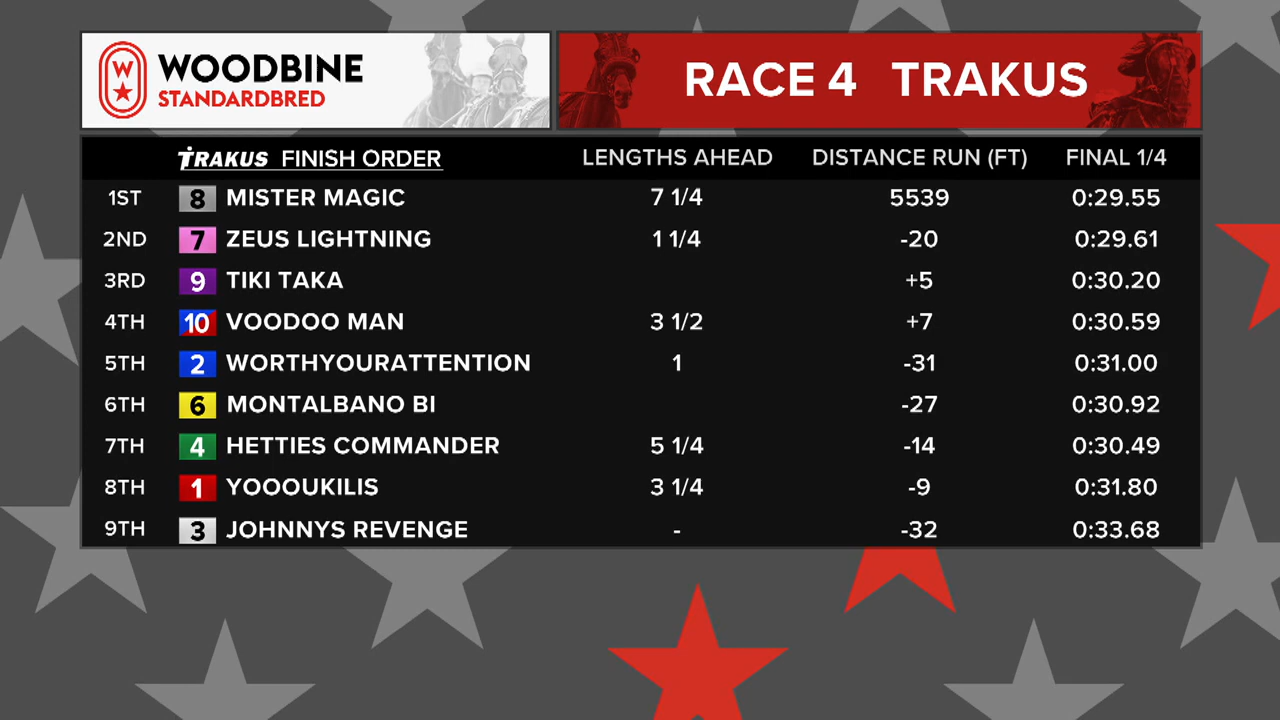 W
WOODBINE
STANDARDBRED
RACE 4 TRAKUS
TRAKUS FINISH ORDER LENGTHS AHEAD DISTANCE RUN (FT) FINAL 1/4
1ST 8 MISTER MAGIC 7 1/4 5539 0:29.55
2ND 7 ZEUS LIGHTNING 1 1/4 -20 0:29.61
3RD 9 TIKI TAKA +5 0:30.20
4TH 10 VOODOO MAN 3 1/2 +7 0:30.59
5TH 2 WORTHYOURATTENTION 1 -31 0:31.00
6TH 6 MONTALBANO BI -27 0:30.92
7TH 4 HETTIES COMMANDER 5 1/4 -14 0:30.49
8TH 1 YOOOUKILIS 3 1/4 -9 0:31.80
9TH 3 JOHNNYS REVENGE - -32 0:33.68